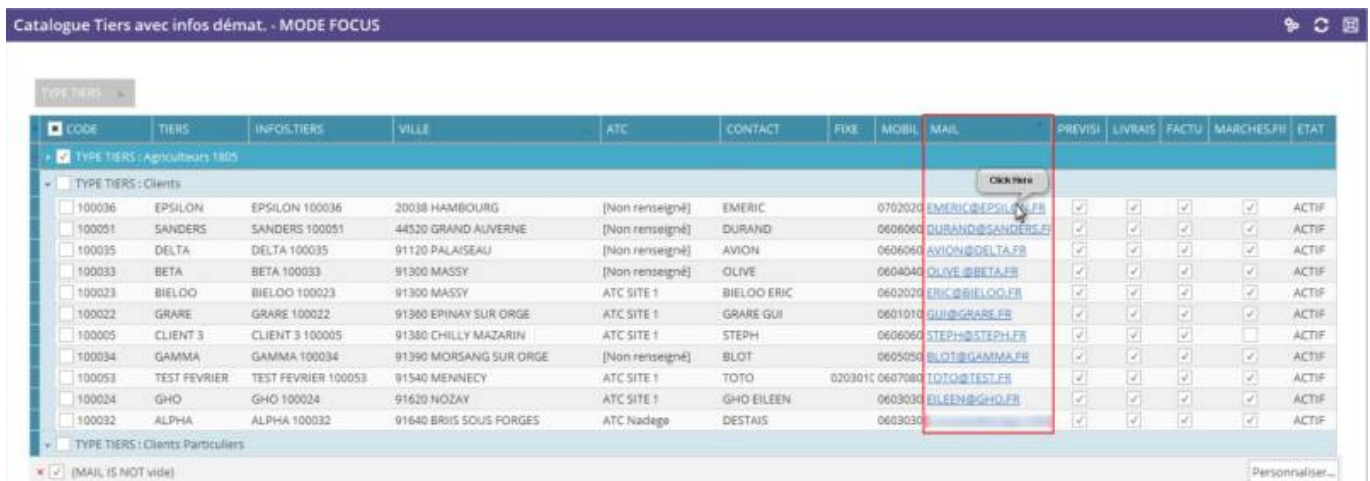 Catalogue Tiers avec infos démat. - MODE FOCUS
TYPE TIERS
CODE TIERS INFOS.TIERS VILLE ATC CONTACT FIXE MOBIL MAIL PREVISI LIVRAIS FACTU MARCHES.FII ETAT
TYPE TIERS : Agriculteurs 1805
TYPE TIERS : Clients
Click Here
100036 EPSILON EPSILON 100036 20038 HAMBOURG [Non renseigné] EMERIC 0702020 EMERIC@EPSILON.FR ACTIF
100051 SANDERS SANDERS 100051 44520 GRAND AUVERNE [Non renseigné] DURAND 0606060 DURAND@SANDERS.FI ACTIF
100035 DELTA DELTA 100035 91120 PALAISEAU [Non renseigné] AVION 0606060 AVION@DELTA.FR ACTIF
100033 BETA BETA 100033 91300 MASSY [Non renseigné] OLIVE 0604040 OLIVE @BETA.FR ACTIF
100023 BIELOO BIELOO 100023 91300 MASSY ATC SITE 1 BIELOO ERIC 0602020 ERIC@BIELOO.FR ACTIF
100022 GRARE GRARE 100022 91360 EPINAY SUR ORGE ATC SITE 1 GRARE GUI 0601010 GUI@GRARE.FR ACTIF
100005 CLIENT 3 CLIENT 3 100005 91380 CHILLY MAZARIN ATC SITE 1 STEPH 0606060 STEPH@STEPH.FR ACTIF
100034 GAMMA GAMMA 100034 91390 MORSANG SUR ORGE [Non renseigné] BLOT 0605050 BLOT@GAMMA.FR ACTIF
100053 TEST FEVRIER TEST FEVRIER 100053 91540 MENNECY ATC SITE 1 TOTO 020301C 0607080 TOTO@TEST.FR ACTIF
100024 GHO GHO 100024 91620 NOZAY ATC SITE 1 GHO EILEEN 0603030 EILEEN@GHO.FR ACTIF
100032 ALPHA ALPHA 100032 91640 BRIIS SOUS FORGES ATC Nadege DESTAIS 0603030 ACTIF
TYPE TIERS : Clients Particuliers
(MAIL IS NOT vide) Personnaliser...